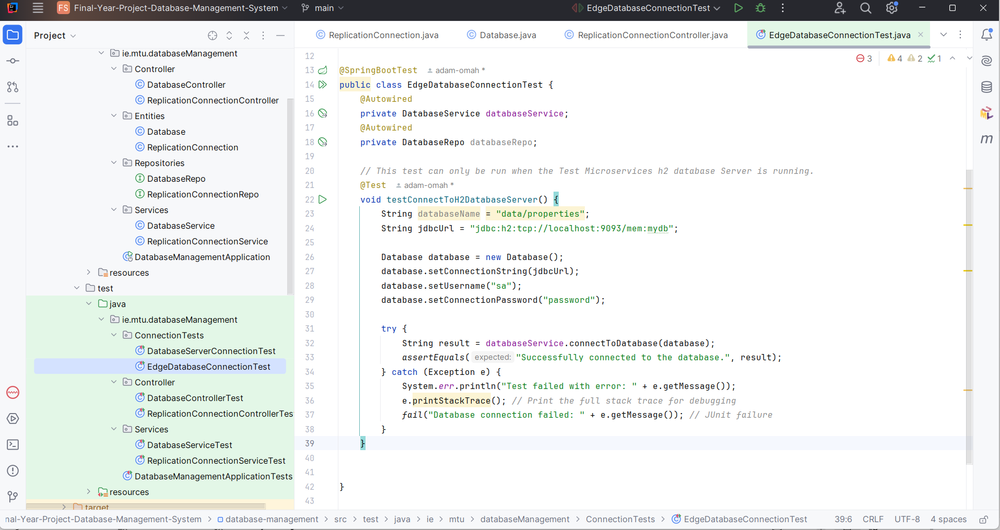 FS Final-Year-Project-Database-Management-System main EdgeDatabaseConnectionTest
Project
ReplicationConnection.java Database.java ReplicationConnectionController.java EdgeDatabaseConnectionTest.java
3 4 2 1
ie.mtu.databaseManagement
Controller
DatabaseController
ReplicationConnectionController
Entities
Database
ReplicationConnection
Repositories
DatabaseRepo
ReplicationConnectionRepo
Services
DatabaseService
ReplicationConnectionService
DatabaseManagementApplication
resources
test
java
ie.mtu.databaseManagement
ConnectionTests
DatabaseServerConnectionTest
EdgeDatabaseConnectionTest
Controller
DatabaseControllerTest
ReplicationConnectionControllerTes
Services
DatabaseServiceTest
ReplicationConnectionServiceTest
DatabaseManagementApplicationTests
resources
target
12
13 @SpringBootTest adam-omah *
14 public class EdgeDatabaseConnectionTest {
15 @Autowired
16 private DatabaseService databaseService;
17 @Autowired
18 private DatabaseRepo databaseRepo;
19
20 // This test can only be run when the Test Microservices h2 database Server is running.
21 @Test adam-omah *
22 void testConnectToH2DatabaseServer() {
23 String databaseName = "data/properties";
24 String jdbcUrl = "jdbc:h2:tcp://localhost:9093/mem:mydb";
25
26 Database database = new Database();
27 database.setConnectionString(jdbcUrl);
28 database.setUsername("sa");
29 database.setConnectionPassword("password");
30
31 try {
32 String result = databaseService.connectToDatabase(database);
33 assertEquals( expected: "Successfully connected to the database.", result);
34 } catch (Exception e) {
35 System.err.println("Test failed with error: " + e.getMessage());
36 e.printStackTrace(); // Print the full stack trace for debugging
37 fail("Database connection failed: " + e.getMessage()); // JUnit failure
38 }
39 }
40
41
42 }
43
nal-Year-Project-Database-Management-System > database-management > src > test > java > ie > mtu > databaseManagement > ConnectionTests > EdgeDatabaseConnectionTest 39:6 CRLF UTF-8 4 spaces